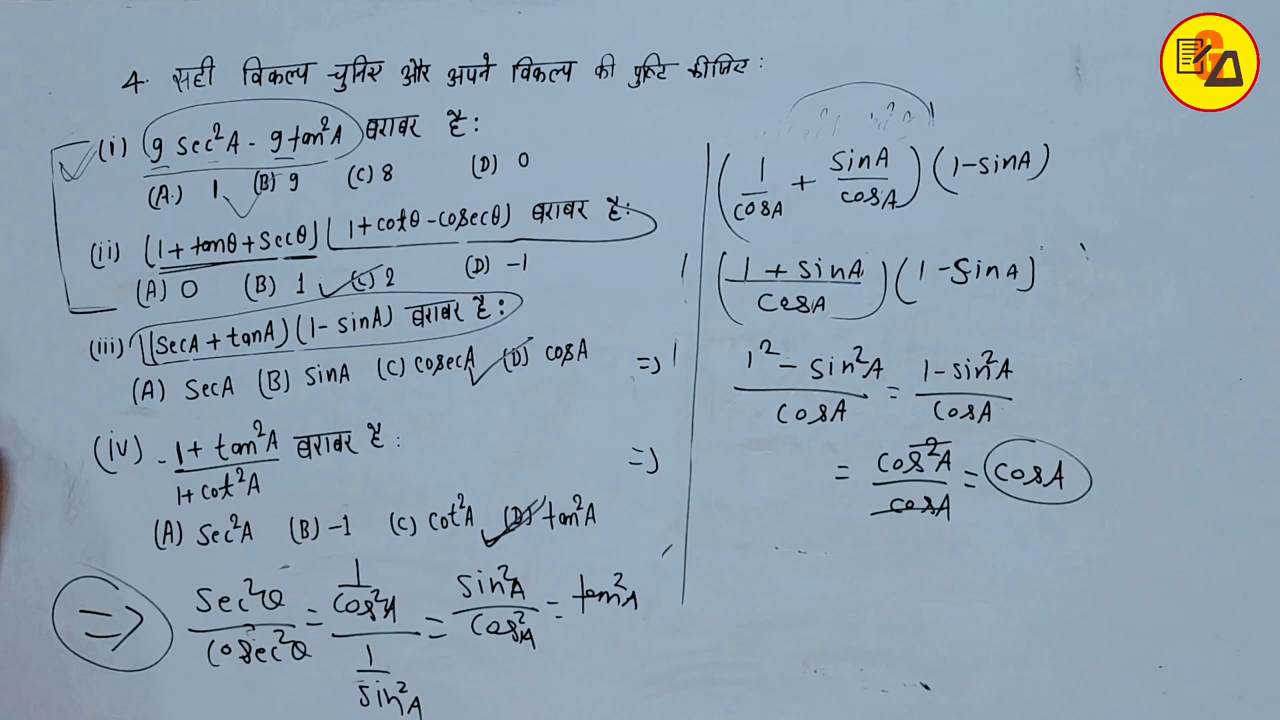 4. सही विकल्प चुनिए और अपने विकल्प की पुष्टि कीजिए:
(i) 9 sec²A - 9 tan²A बराबर है:
(A.) 1 (B) 9 (C) 8 (D) 0
(ii) (1 + tanθ + secθ) (1 + cotθ - cosecθ) बराबर है:
(A) 0 (B) 1 (C) 2 (D) -1
(iii) (secA + tanA) (1 - sinA) बराबर है:
(A) secA (B) sinA (C) cosecA (D) cosA
(iv) 1 + tan²A / 1 + cot²A बराबर है:
(A) sec²A (B) -1 (C) cot²A (D) tan²A
=> sec²θ / cosec²θ = 1/cos²A / 1/sin²A = sin²A / cos²A = tan²A
(1/cosA + sinA/cosA) (1 - sinA)
(1 + sinA / cosA) (1 - sinA)
=> 1² - sin²A / cosA = 1 - sin²A / cosA
=> = cos²A / cosA = cosA